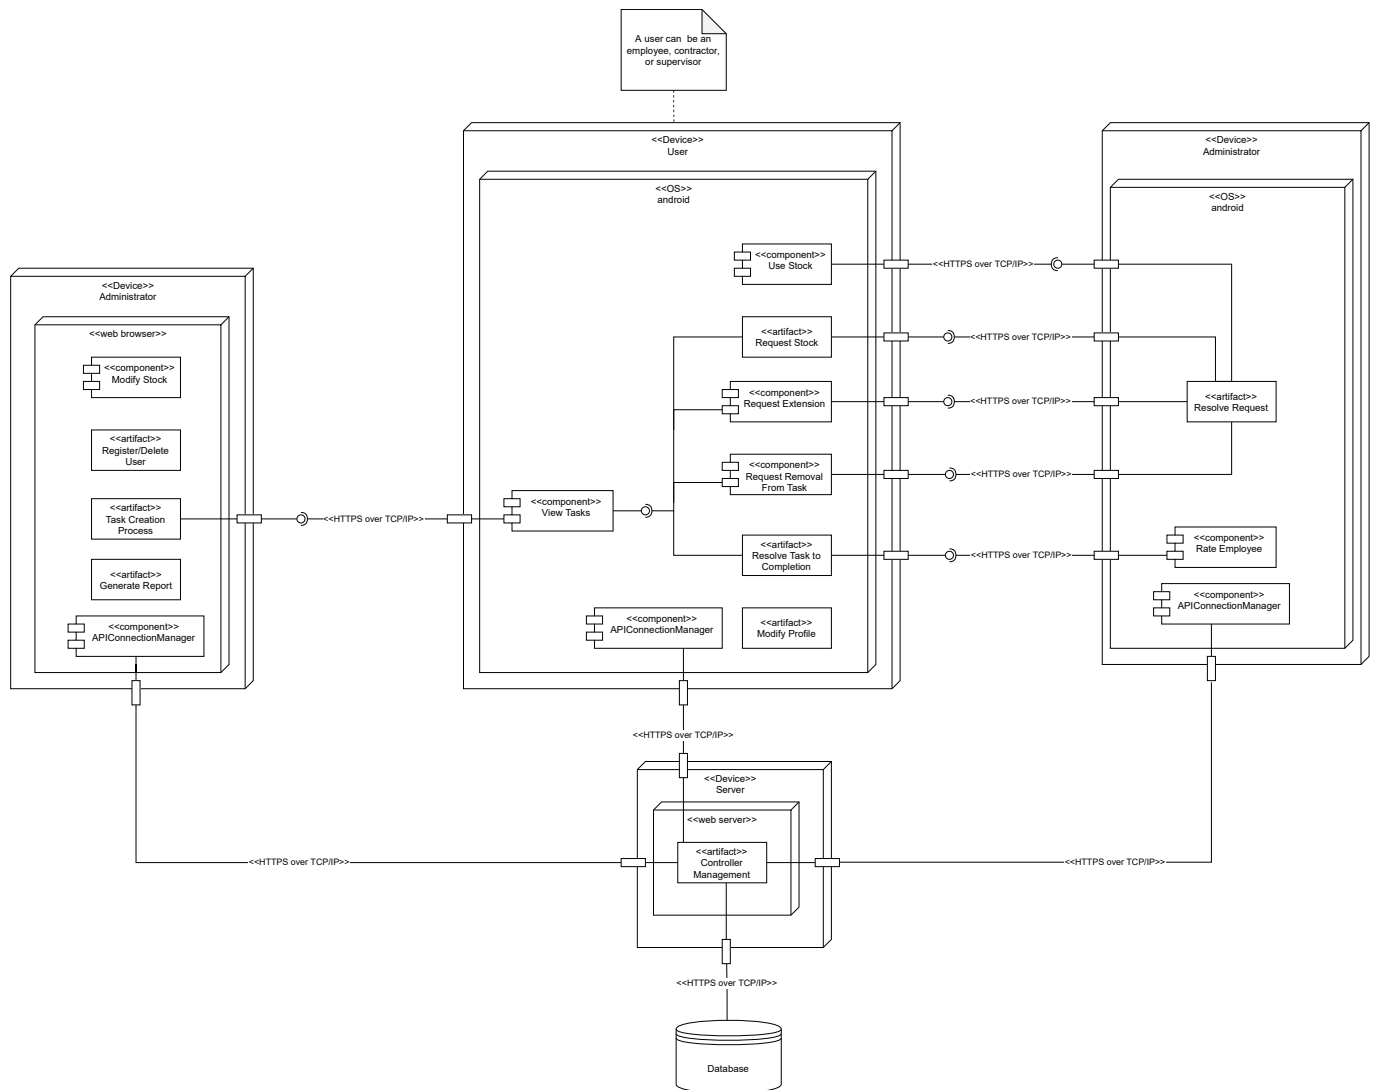 A user can be an
employee, contractor,
or supervisor
<<Device>>
User
<<OS>>
android
<<component>>
Use Stock
<<artifact>>
Request Stock
<<component>>
Request Extension
<<component>>
Request Removal
From Task
<<component>>
View Tasks
<<artifact>>
Resolve Task to
Completion
<<component>>
APIConnectionManager
<<artifact>>
Modify Profile
<<Device>>
Administrator
<<OS>>
android
<<artifact>>
Resolve Request
<<component>>
Rate Employee
<<component>>
APIConnectionManager
<<HTTPS over TCP/IP>>
<<HTTPS over TCP/IP>>
<<HTTPS over TCP/IP>>
<<HTTPS over TCP/IP>>
<<HTTPS over TCP/IP>>
<<Device>>
Administrator
<<web browser>>
<<component>>
Modify Stock
<<artifact>>
Register/Delete
User
<<artifact>>
Task Creation
Process
<<artifact>>
Generate Report
<<component>>
APIConnectionManager
<<HTTPS over TCP/IP>>
<<HTTPS over TCP/IP>>
<<Device>>
Server
<<web server>>
<<artifact>>
Controller
Management
<<HTTPS over TCP/IP>>
<<HTTPS over TCP/IP>>
<<HTTPS over TCP/IP>>
Database